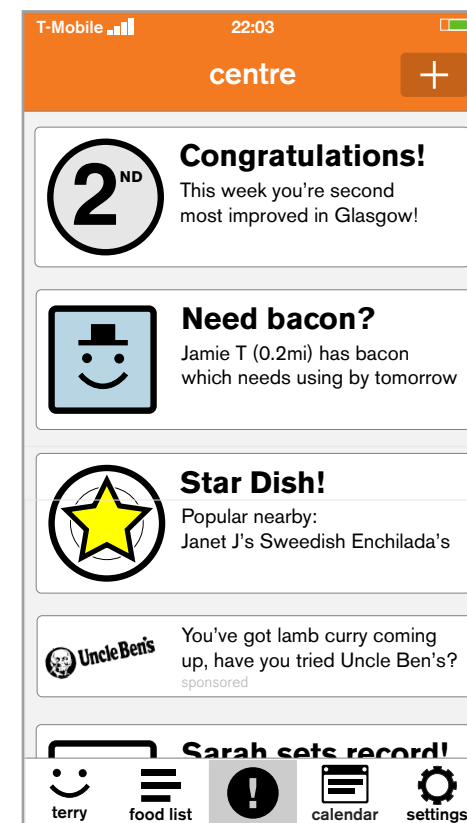 T-Mobile 22:03
centre
2ND
Congratulations!
This week you're second
most improved in Glasgow!
Need bacon?
Jamie T (0.2mi) has bacon
which needs using by tomorrow
Star Dish!
Popular nearby:
Janet J's Sweedish Enchilada's
Uncle Ben's
You've got lamb curry coming
up, have you tried Uncle Ben's?
sponsored
Sarah sets record!
terry food list calendar settings